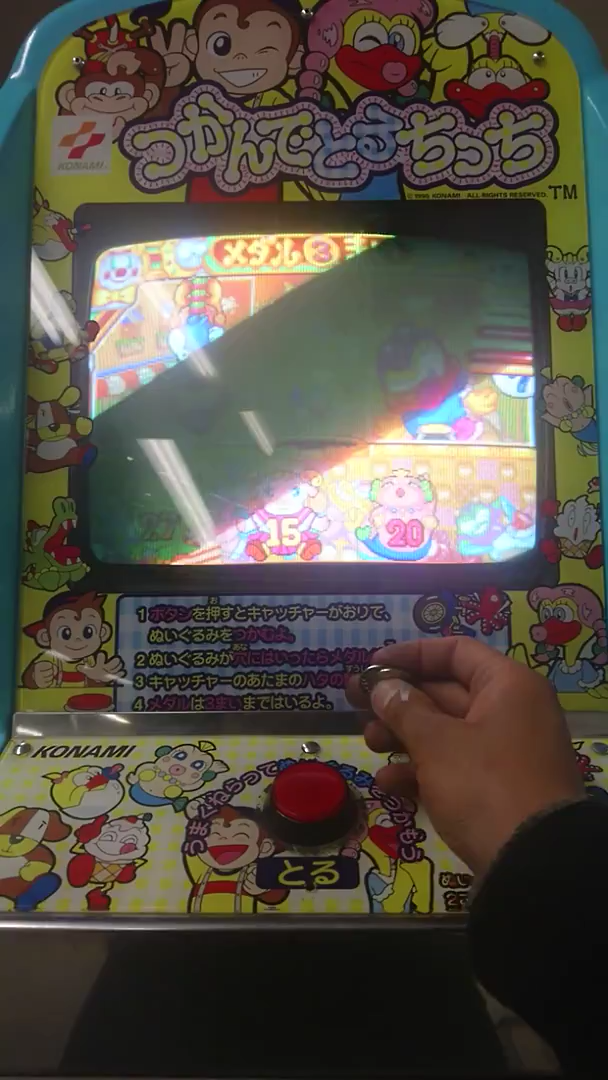 KONAMI
つかんでとるちっち
©1996 KONAMI ALL RIGHTS RESERVED.
TM
メダル3
15
20
1 ボタンを押すとキャッチャーがおりて、
お
ぬいぐるみをつかむよ。
あな
2 ぬいぐるみが穴にはいったらメダル
3 キャッチャーのあたまのハタの
4 メダルは3まいまではいるよ。
KONAMI
とる